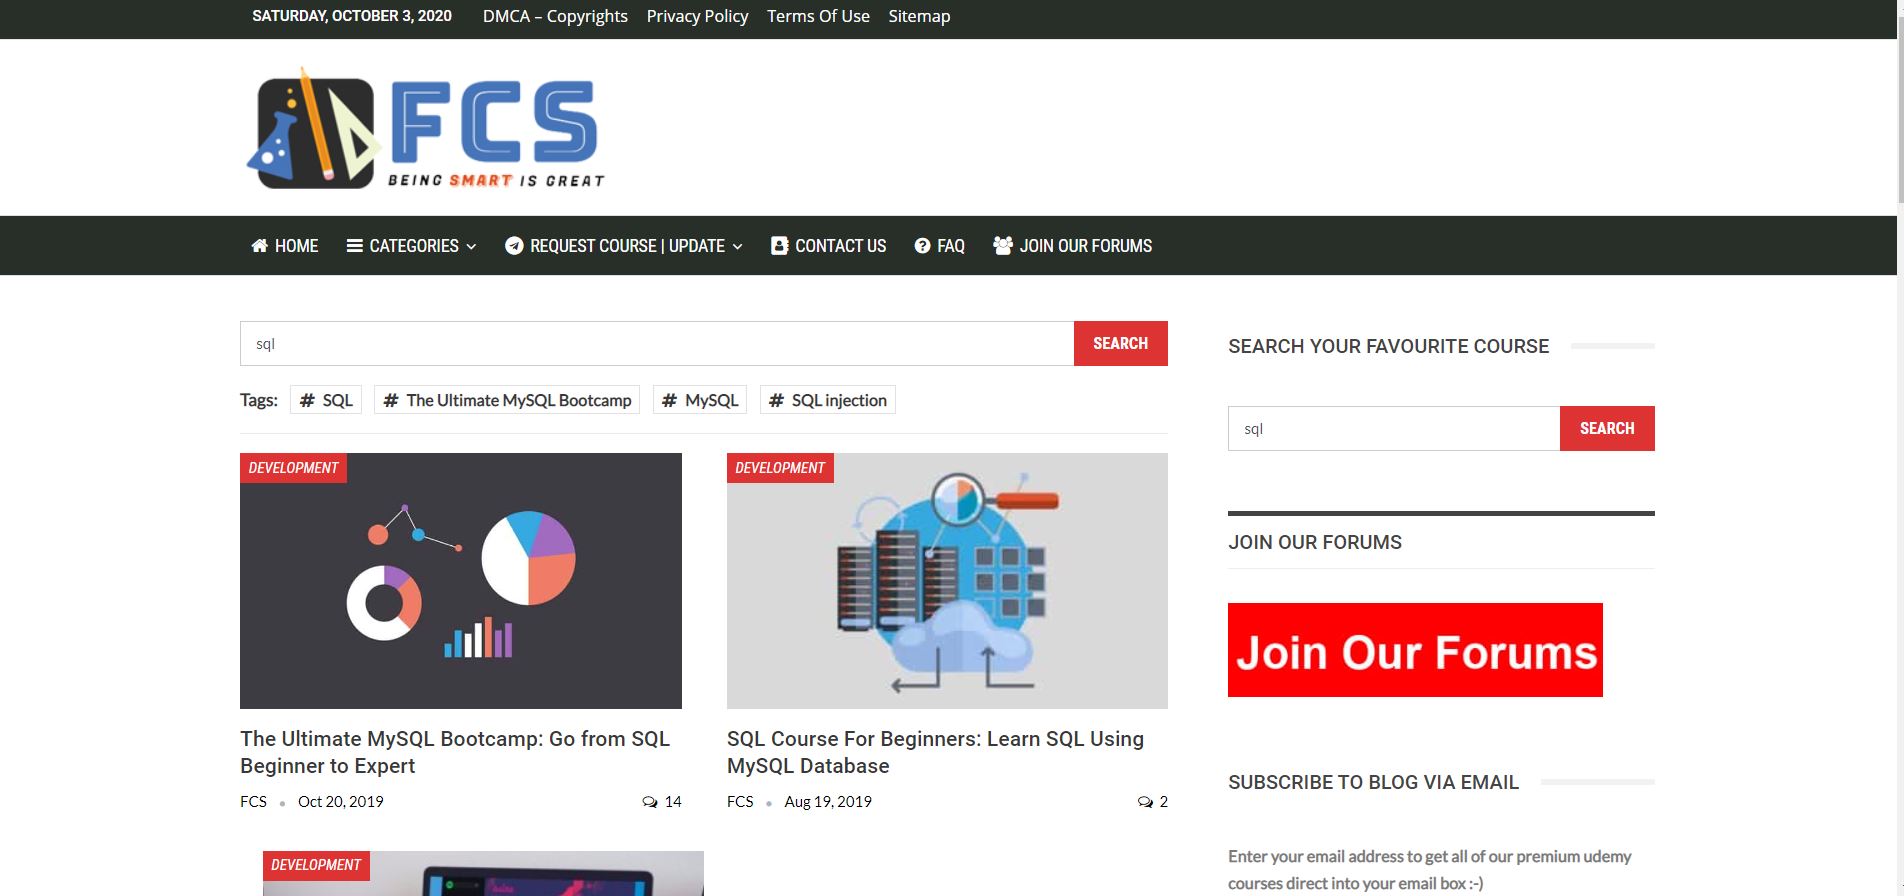 SATURDAY, OCTOBER 3, 2020 DMCA – Copyrights Privacy Policy Terms Of Use Sitemap
FCS
BEING SMART IS GREAT
HOME CATEGORIES REQUEST COURSE | UPDATE CONTACT US FAQ JOIN OUR FORUMS
sql SEARCH
Tags: # SQL # The Ultimate MySQL Bootcamp # MySQL # SQL injection
DEVELOPMENT
The Ultimate MySQL Bootcamp: Go from SQL
Beginner to Expert
FCS Oct 20, 2019 14
DEVELOPMENT
SQL Course For Beginners: Learn SQL Using
MySQL Database
FCS Aug 19, 2019 2
DEVELOPMENT
SEARCH YOUR FAVOURITE COURSE
sql SEARCH
JOIN OUR FORUMS
Join Our Forums
SUBSCRIBE TO BLOG VIA EMAIL
Enter your email address to get all of our premium udemy
courses direct into your email box :-)